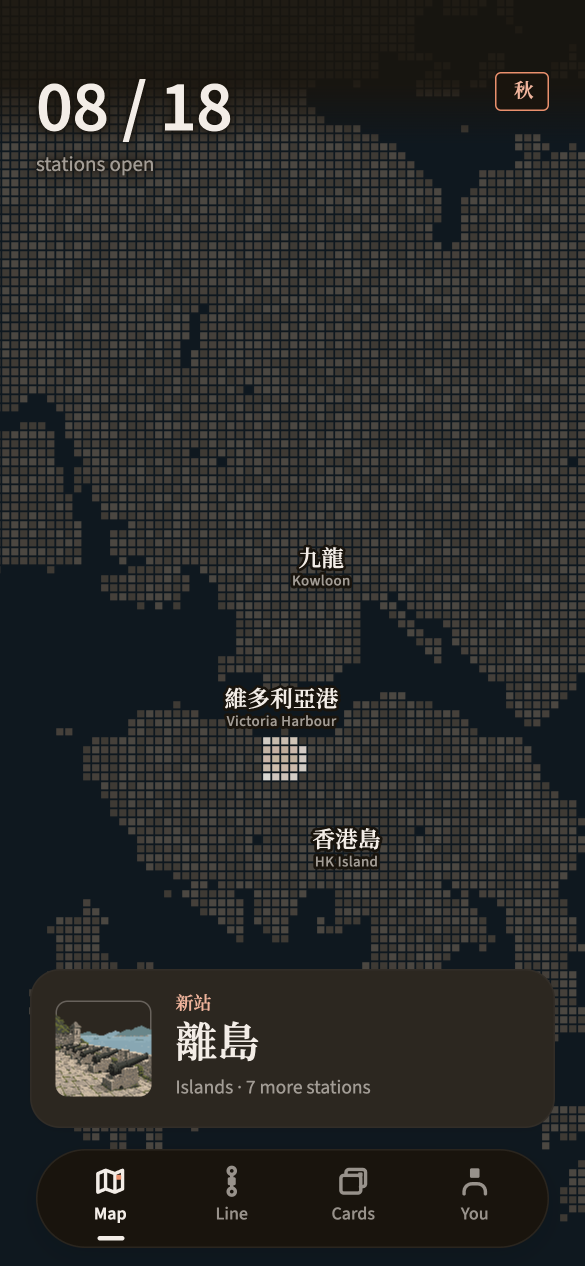 08 / 18
秋
stations open
九龍
Kowloon
維多利亞港
Victoria Harbour
香港島
HK Island
新站
離島
Islands · 7 more stations
Map
Line
Cards
You